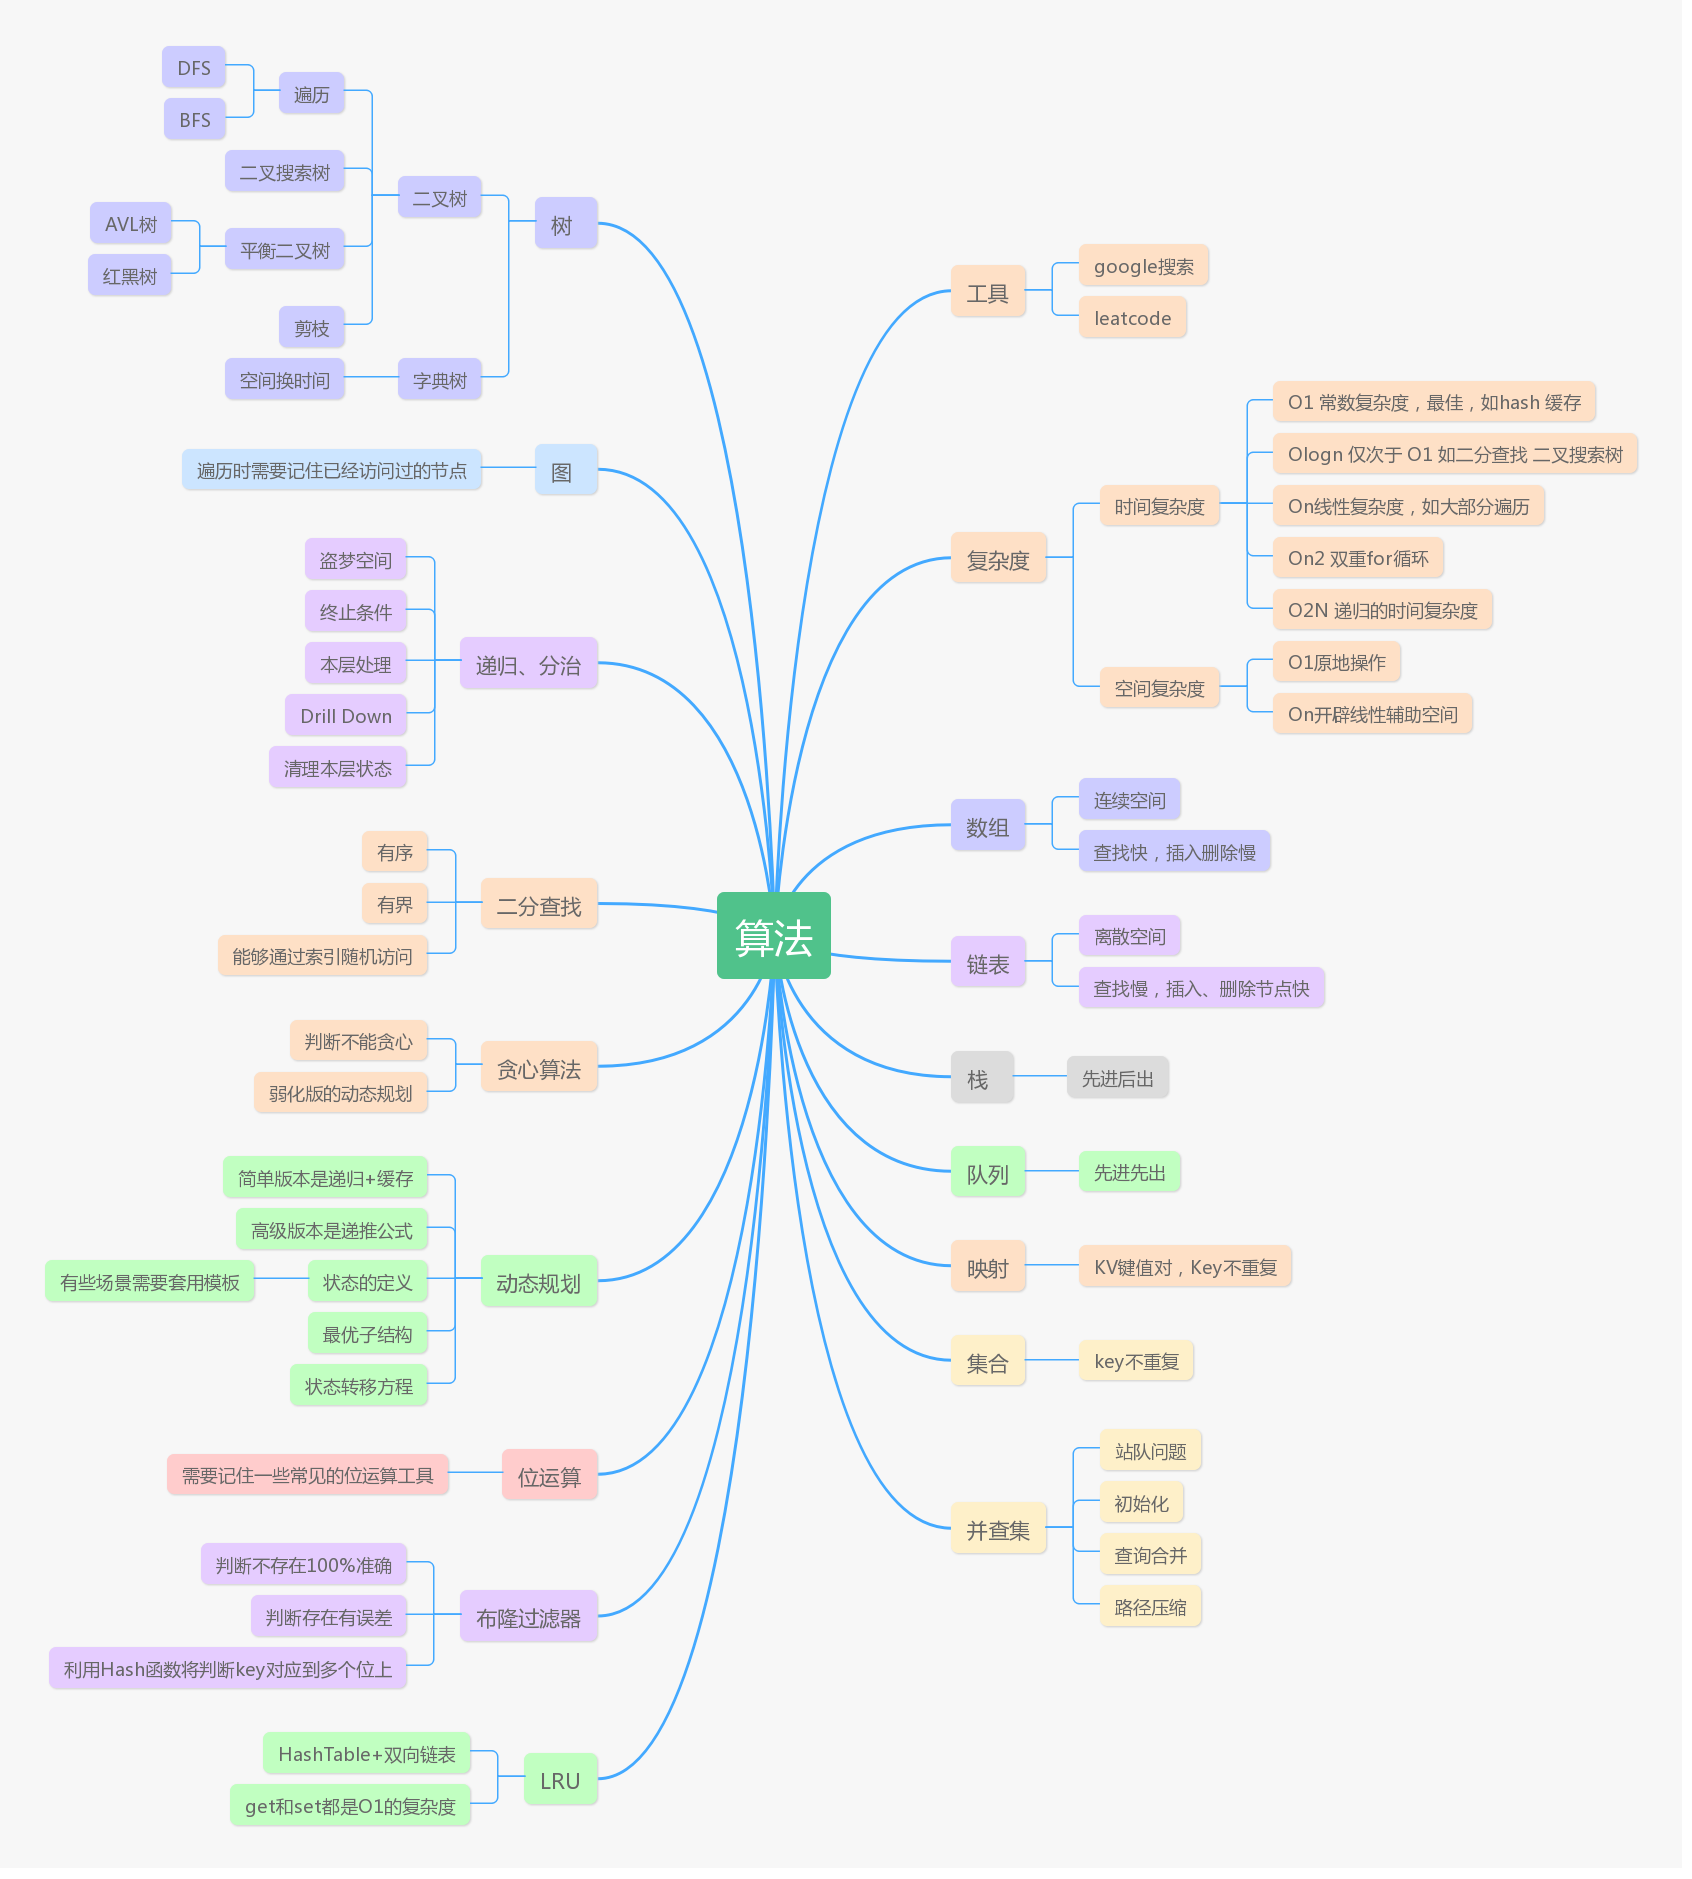 算法
工具
google搜索
leatcode
复杂度
时间复杂度
O1 常数复杂度，最佳，如hash 缓存
Ologn 仅次于 O1 如二分查找 二叉搜索树
On线性复杂度，如大部分遍历
On2 双重for循环
O2N 递归的时间复杂度
空间复杂度
O1原地操作
On开辟线性辅助空间
数组
连续空间
查找快，插入删除慢
链表
离散空间
查找慢，插入、删除节点快
栈
先进后出
队列
先进先出
映射
KV键值对，Key不重复
集合
key不重复
并查集
站队问题
初始化
查询合并
路径压缩
树
二叉树
遍历
DFS
BFS
二叉搜索树
平衡二叉树
AVL树
红黑树
剪枝
字典树
空间换时间
图
遍历时需要记住已经访问过的节点
递归、分治
盗梦空间
终止条件
本层处理
Drill Down
清理本层状态
二分查找
有序
有界
能够通过索引随机访问
贪心算法
判断不能贪心
弱化版的动态规划
动态规划
简单版本是递归+缓存
高级版本是递推公式
状态的定义
有些场景需要套用模板
最优子结构
状态转移方程
位运算
需要记住一些常见的位运算工具
布隆过滤器
判断不存在100%准确
判断存在有误差
利用Hash函数将判断key对应到多个位上
LRU
HashTable+双向链表
get和set都是O1的复杂度